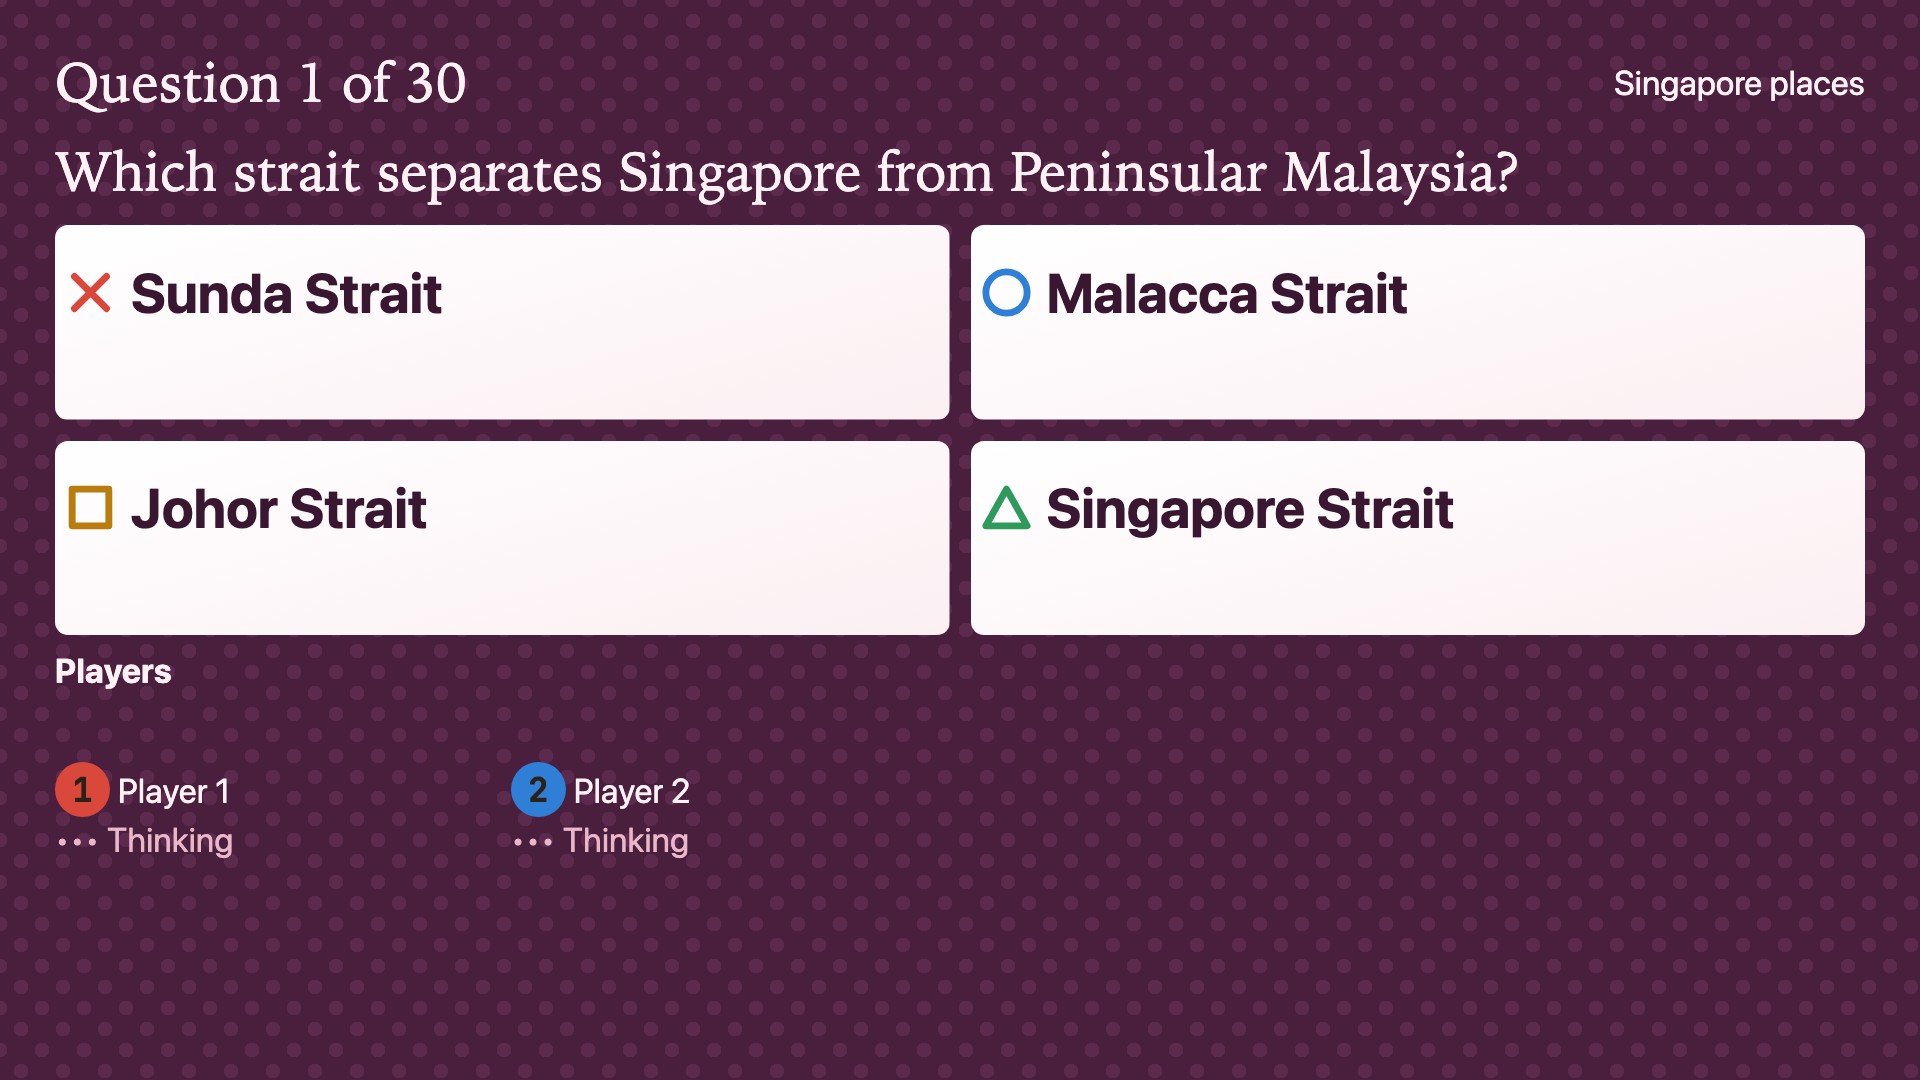 Question 1 of 30
Singapore places
Which strait separates Singapore from Peninsular Malaysia?
Sunda Strait
Malacca Strait
Johor Strait
Singapore Strait
Players
1 Player 1
2 Player 2
••• Thinking
••• Thinking